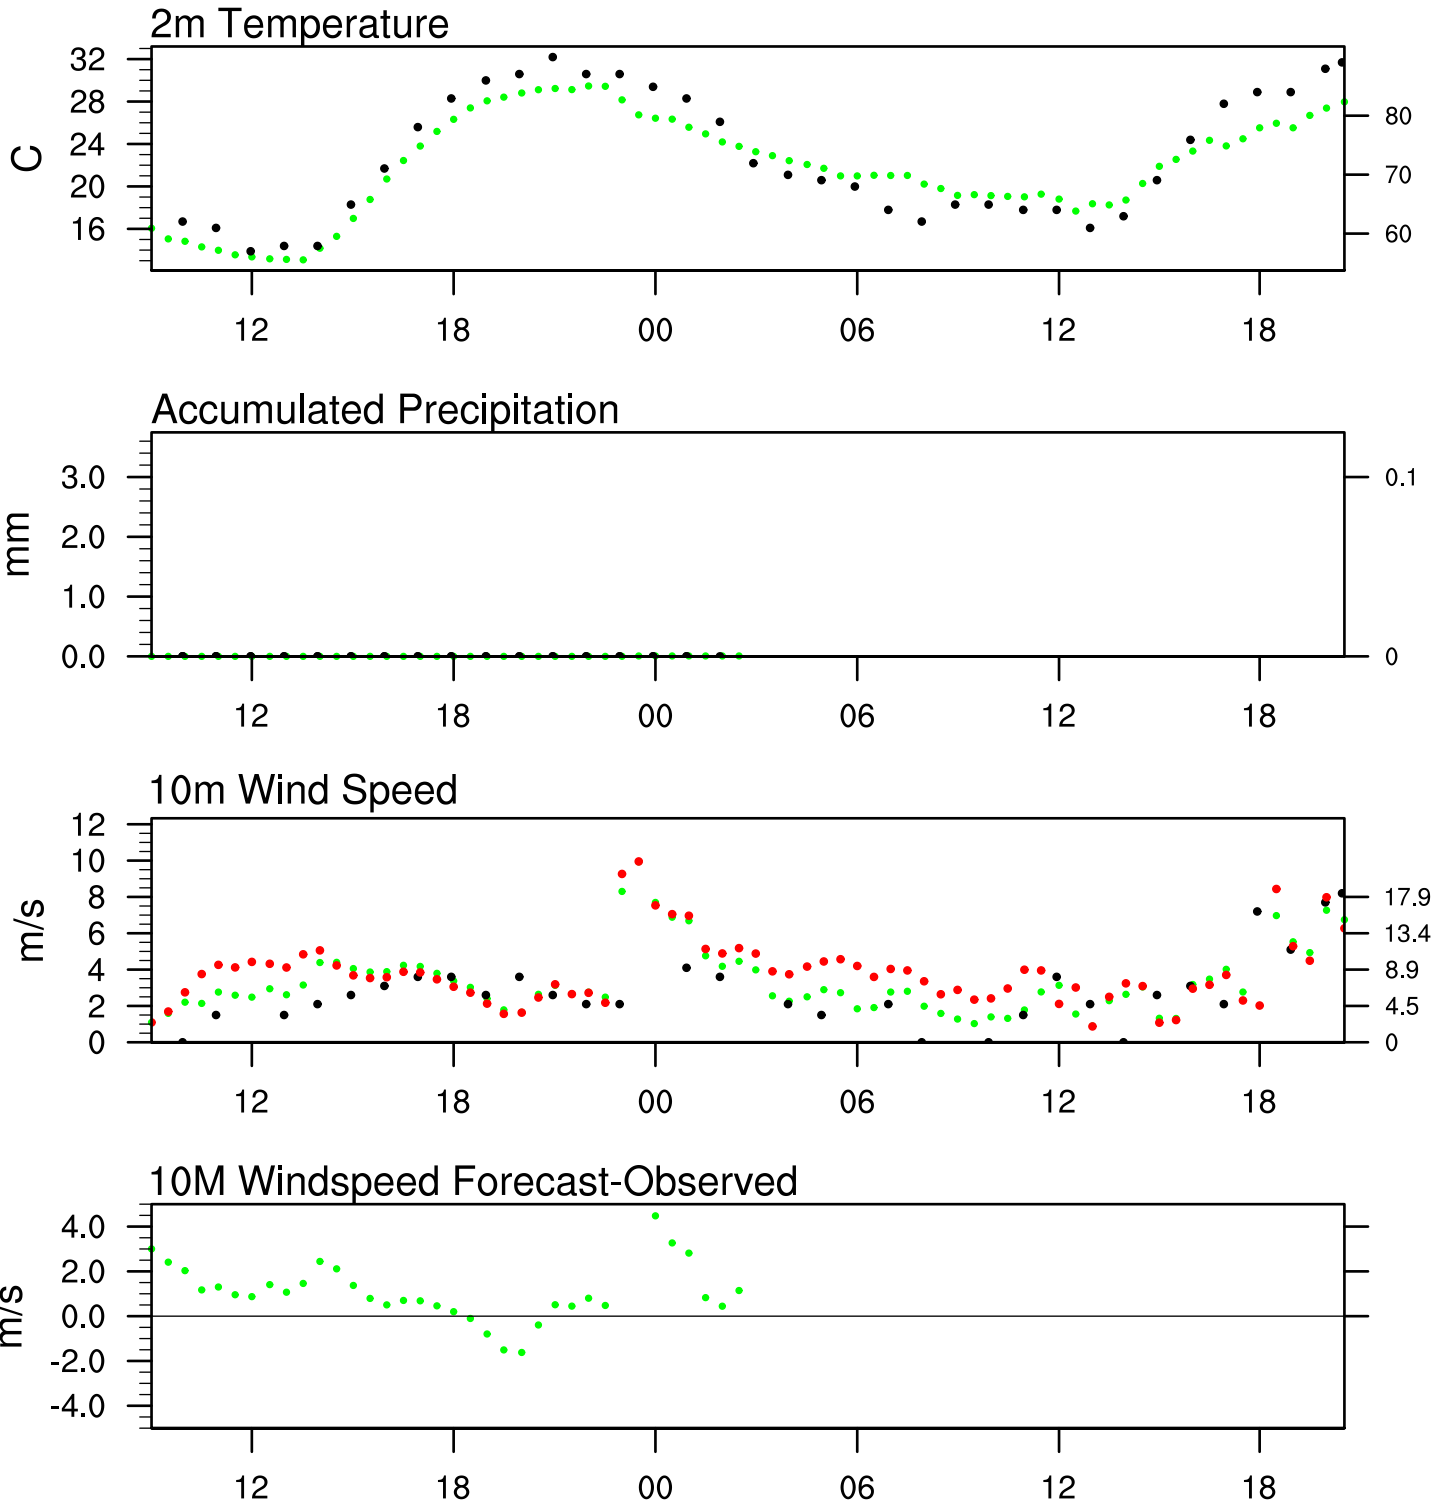 2m Temperature
32
28
24
20
16
C
80
70
60
12 18 00 06 12 18
Accumulated Precipitation
3.0
2.0
1.0
0.0
mm
0.1
0
12 18 00 06 12 18
10m Wind Speed
12
10
8
6
4
2
0
m/s
17.9
13.4
8.9
4.5
0
12 18 00 06 12 18
10M Windspeed Forecast-Observed
4.0
2.0
0.0
-2.0
-4.0
m/s
12 18 00 06 12 18